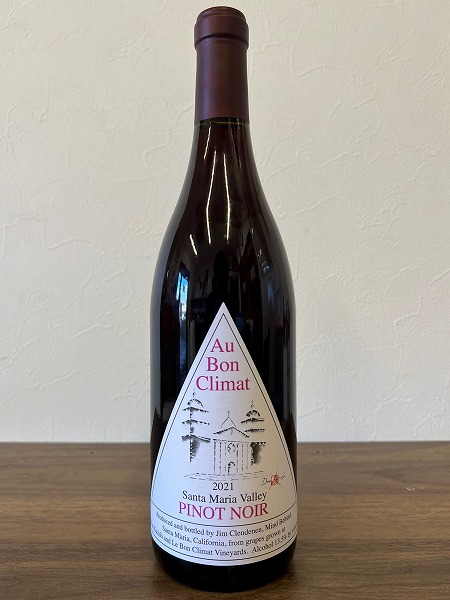 Au
Bon
Climat
2021
Santa Maria Valley
PINOT NOIR
Produced and bottled by Jim Clendenen, Mind Behind
Santa Maria, California, from grapes grown at
and Le Bon Climat Vineyards. Alcohol 13.5% by